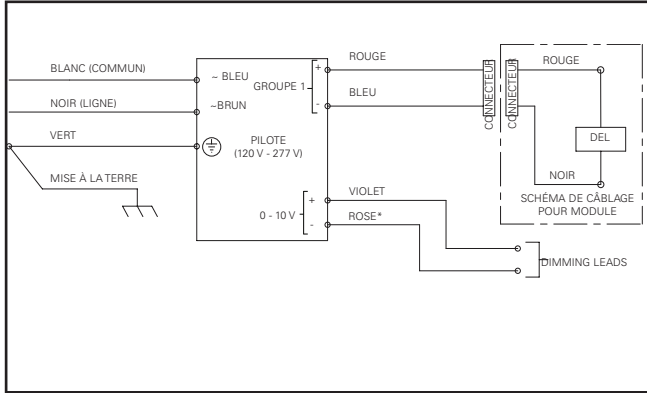 BLANC (COMMUN)
NOIR (LIGNE)
VERT
MISE À LA TERRE
~ BLEU
GROUPE 1
+
-
~BRUN
PILOTE
(120 V - 277 V)
0 - 10 V
+
-
ROUGE
BLEU
VIOLET
ROSE*
CONNECTEUR
CONNECTEUR
ROUGE
DEL
NOIR
SCHÉMA DE CÂBLAGE
POUR MODULE
DIMMING LEADS